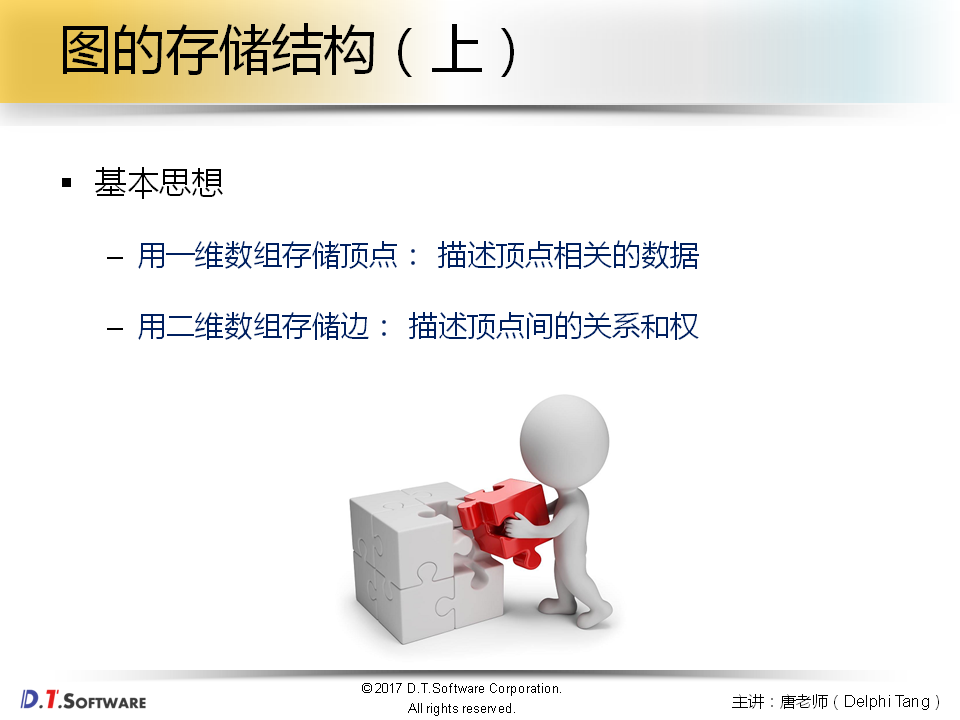 图的存储结构（上）
▪ 基本思想
– 用一维数组存储顶点： 描述顶点相关的数据
– 用二维数组存储边： 描述顶点间的关系和权
D.T.SOFTWARE
©2017 D.T.Software Corporation.
All rights reserved.
主讲：唐老师（Delphi Tang）